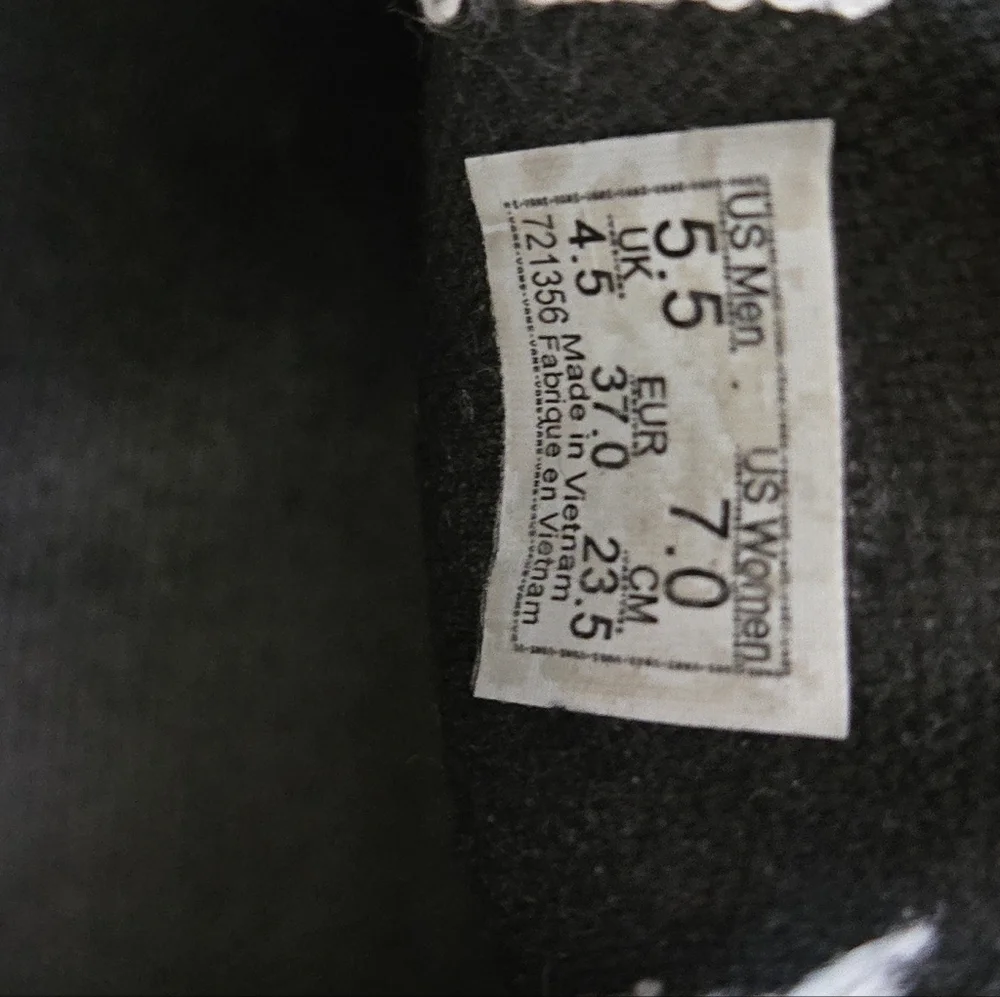 US Men US Women
5.5 7.0
UK EUR CM
4.5 37.0 23.5
Made in Vietnam
721356 Fabrique en Vietnam